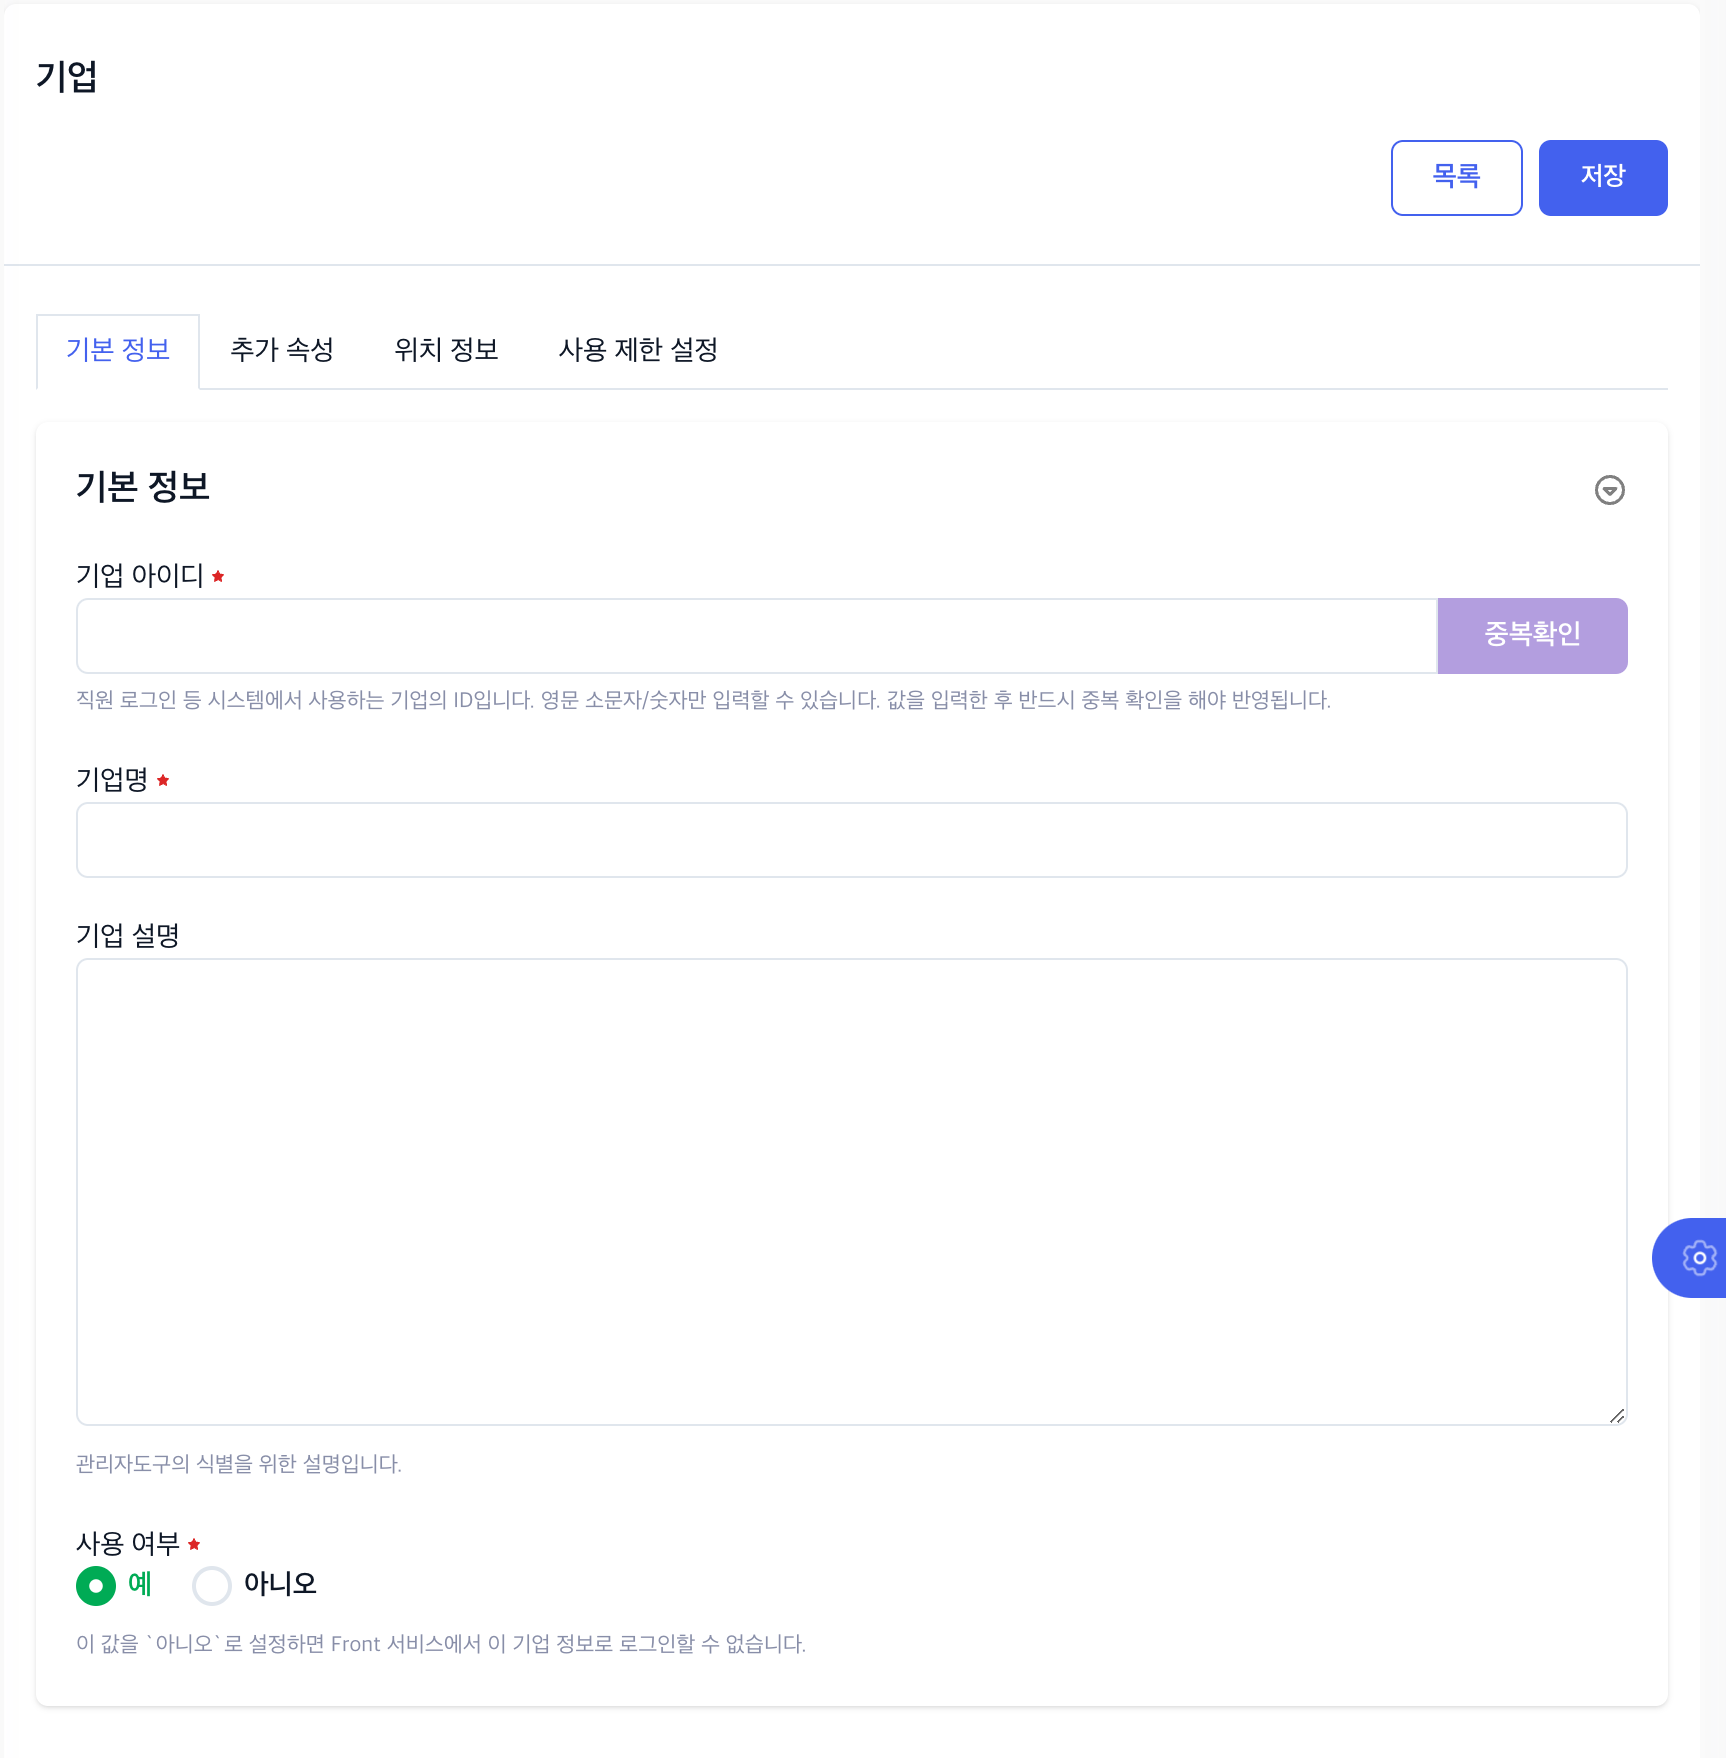 기업
목록 저장
기본 정보 추가 속성 위치 정보 사용 제한 설정
기본 정보
기업 아이디
중복확인
직원 로그인 등 시스템에서 사용하는 기업의 ID입니다. 영문 소문자/숫자만 입력할 수 있습니다. 값을 입력한 후 반드시 중복 확인을 해야 반영됩니다.
기업명
기업 설명
관리자도구의 식별을 위한 설명입니다.
사용 여부
예 아니오
이 값을 `아니오`로 설정하면 Front 서비스에서 이 기업 정보로 로그인할 수 없습니다.